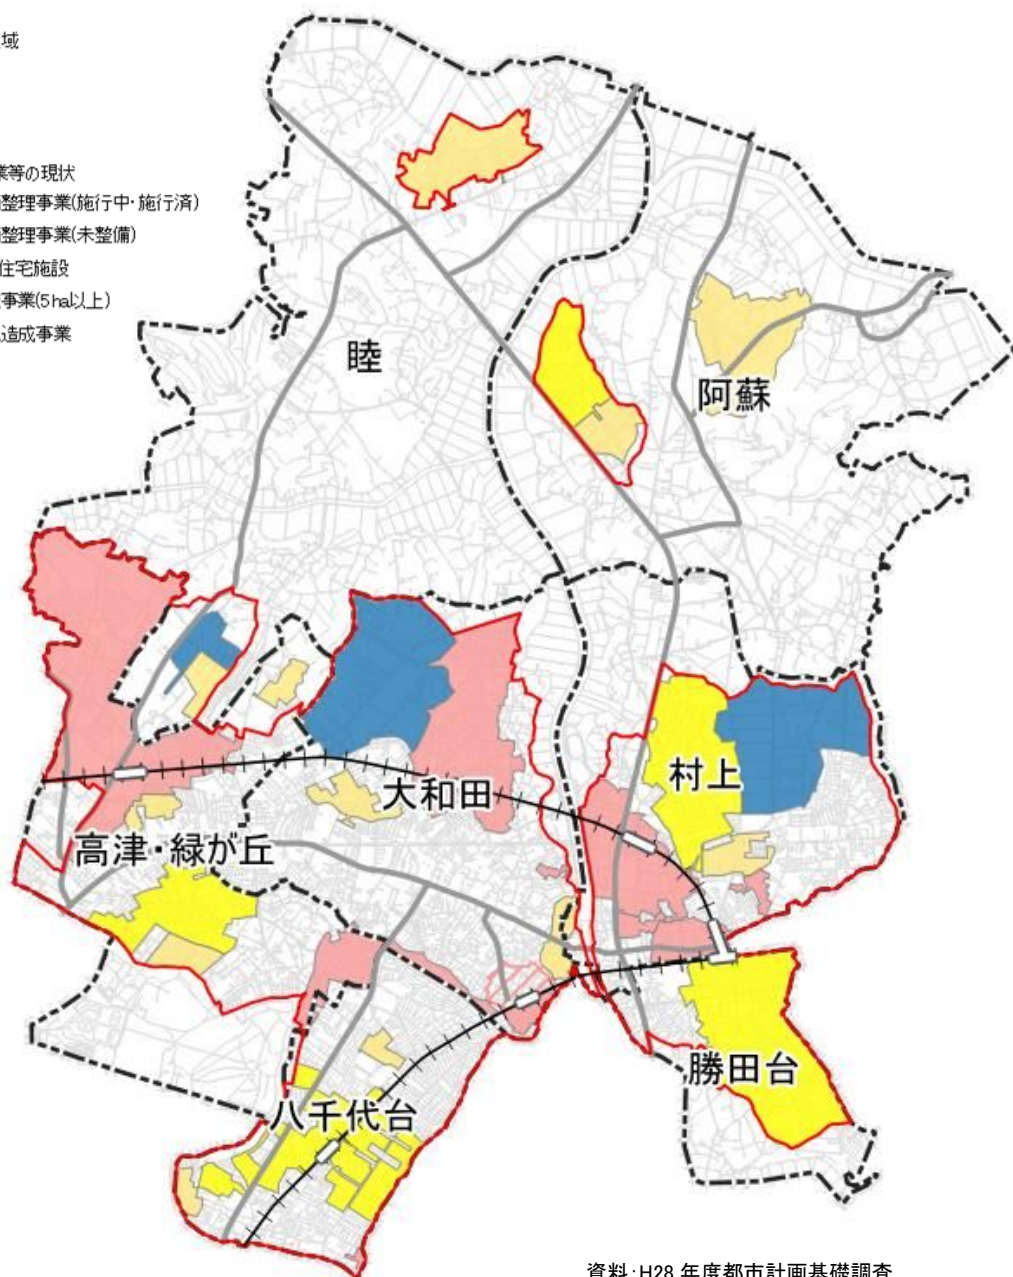 域
業等の現状
整理事業(施行中・施行済)
整理事業(未整備)
住宅施設
事業(5ha以上)
造成事業
睦
阿蘇
大和田
村上
高津・緑が丘
勝田台
八千代台
資料:H28 年度都市計画基礎調査